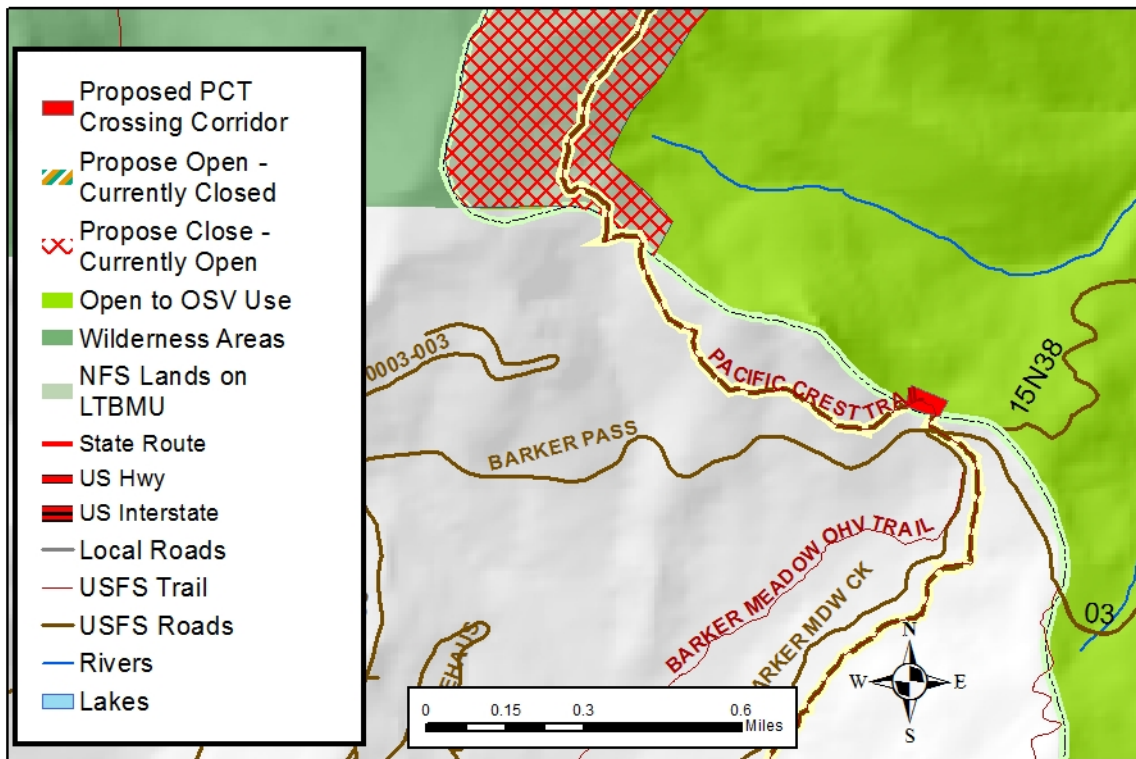 Proposed PCT
Crossing Corridor
Propose Open -
Currently Closed
Propose Close -
Currently Open
Open to OSV Use
Wilderness Areas
NFS Lands on
LTBMU
State Route
US Hwy
US Interstate
Local Roads
USFS Trail
USFS Roads
Rivers
Lakes
0003-003
PACIFIC CREST TRAIL
15N38
BARKER PASS
BARKER MEADOW OHV TRAIL
ARKER MDW CK
03
EHAUS
N
W
E
S
0 0.15 0.3 0.6
Miles